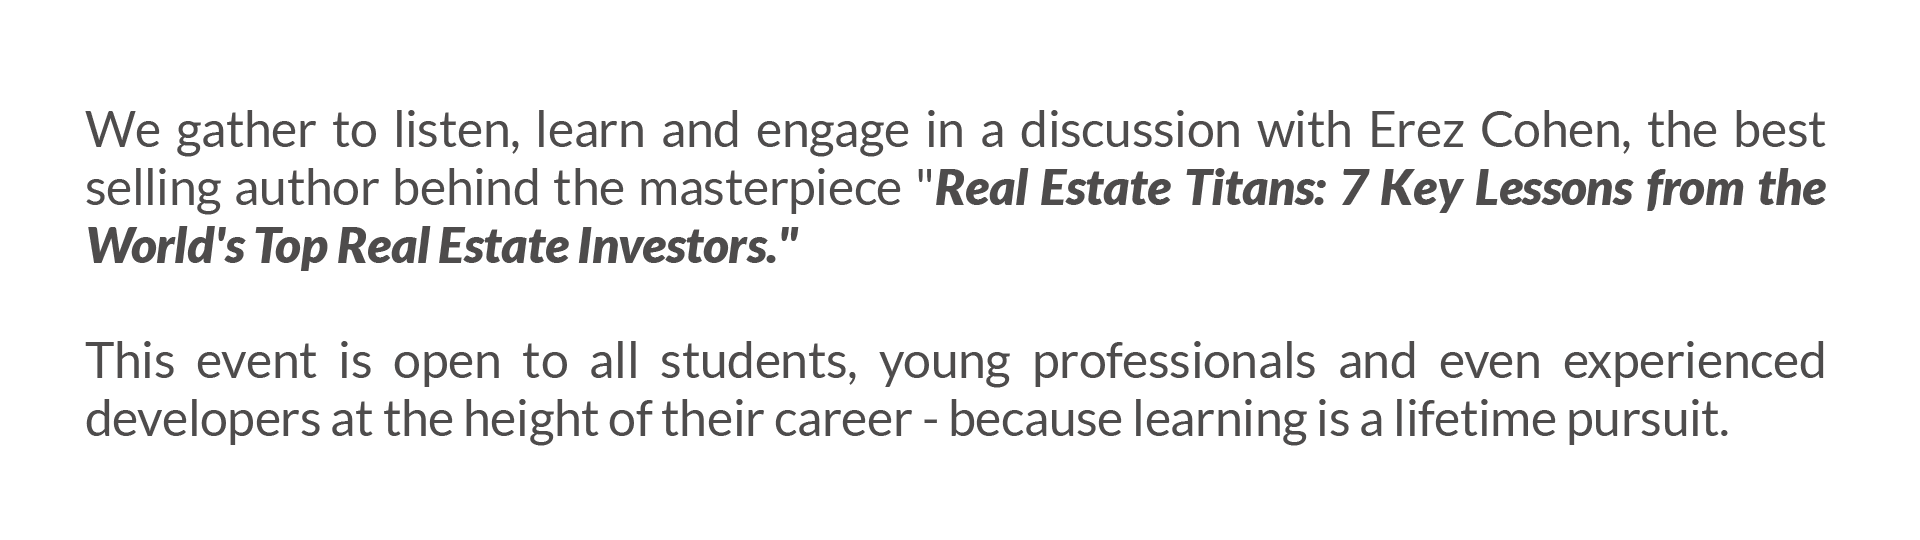 We gather to listen, learn and engage in a discussion with Erez Cohen, the best
selling author behind the masterpiece "Real Estate Titans: 7 Key Lessons from the
World's Top Real Estate Investors."
This event is open to all students, young professionals and even experienced
developers at the height of their career - because learning is a lifetime pursuit.